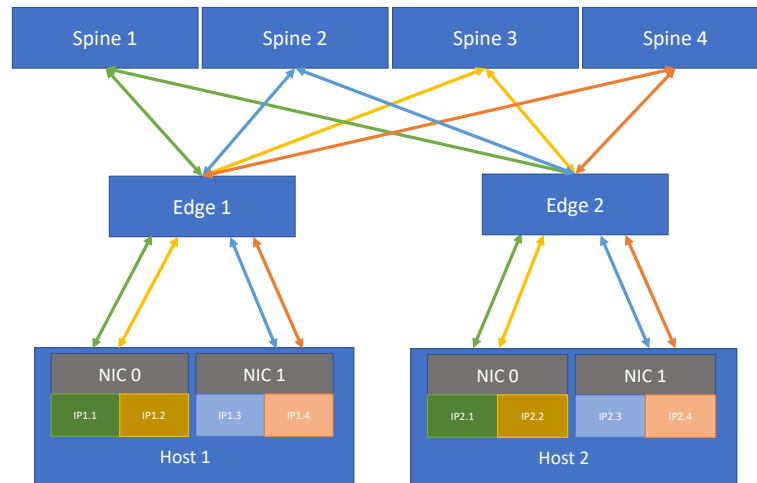 Spine 1
Spine 2
Spine 3
Spine 4
Edge 1
Edge 2
NIC 0
NIC 1
IP1.1
IP1.2
IP1.3
IP1.4
Host 1
NIC 0
NIC 1
IP2.1
IP2.2
IP2.3
IP2.4
Host 2